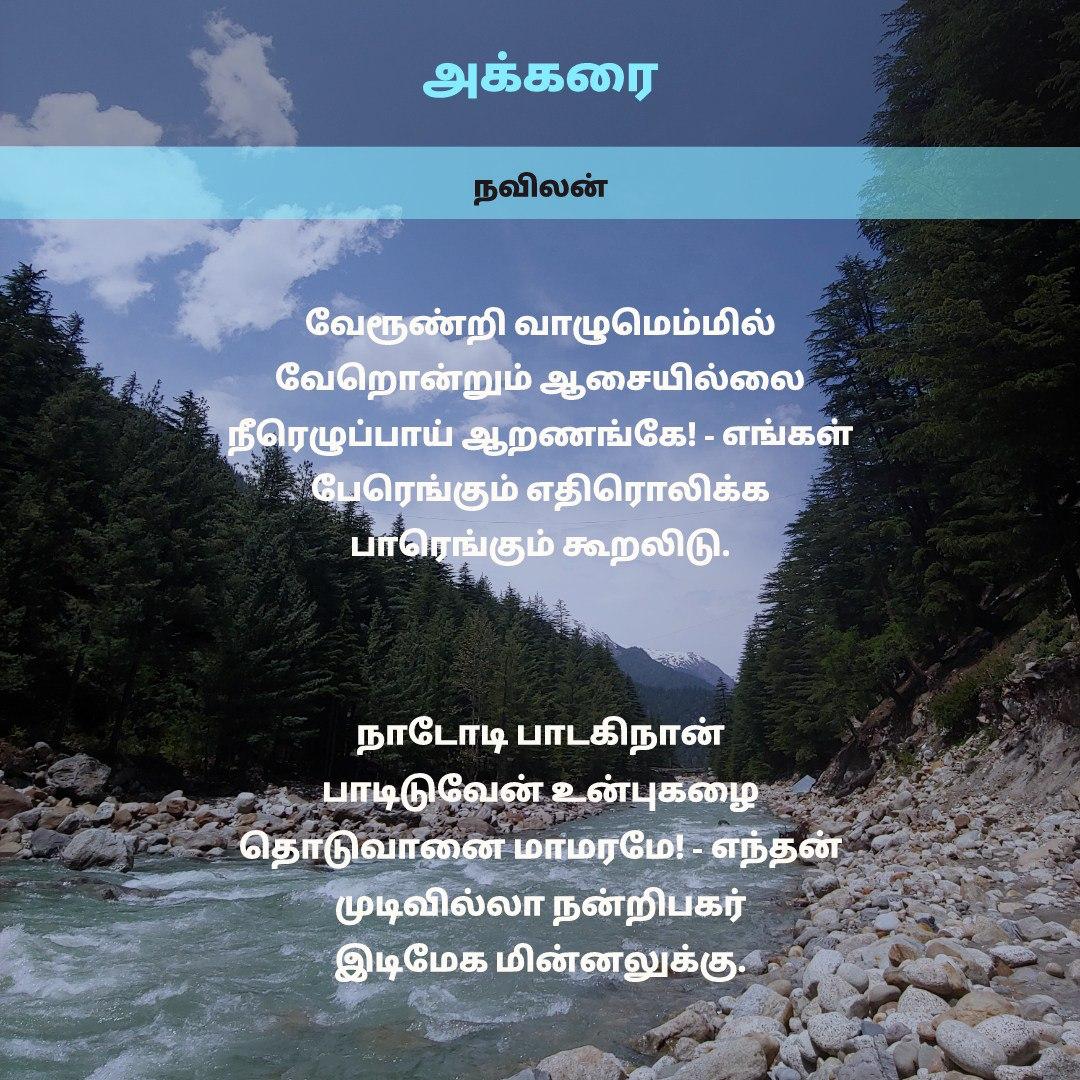 அக்கரை
நவிலன்
வேரூண்றி வாழுமெம்மில்
வேறொன்றும் ஆசையில்லை
நீரெழுப்பாய் ஆறணங்கே! - எங்கள்
பேரெங்கும் எதிரொலிக்க
பாரெங்கும் கூறலிடு.
நாடோடி பாடகிநான்
பாடிடுவேன் உன்புகழை
தொடுவானை மாமரமே! - எந்தன்
முடிவில்லா நன்றிபகர்
இடிமேக மின்னலுக்கு.